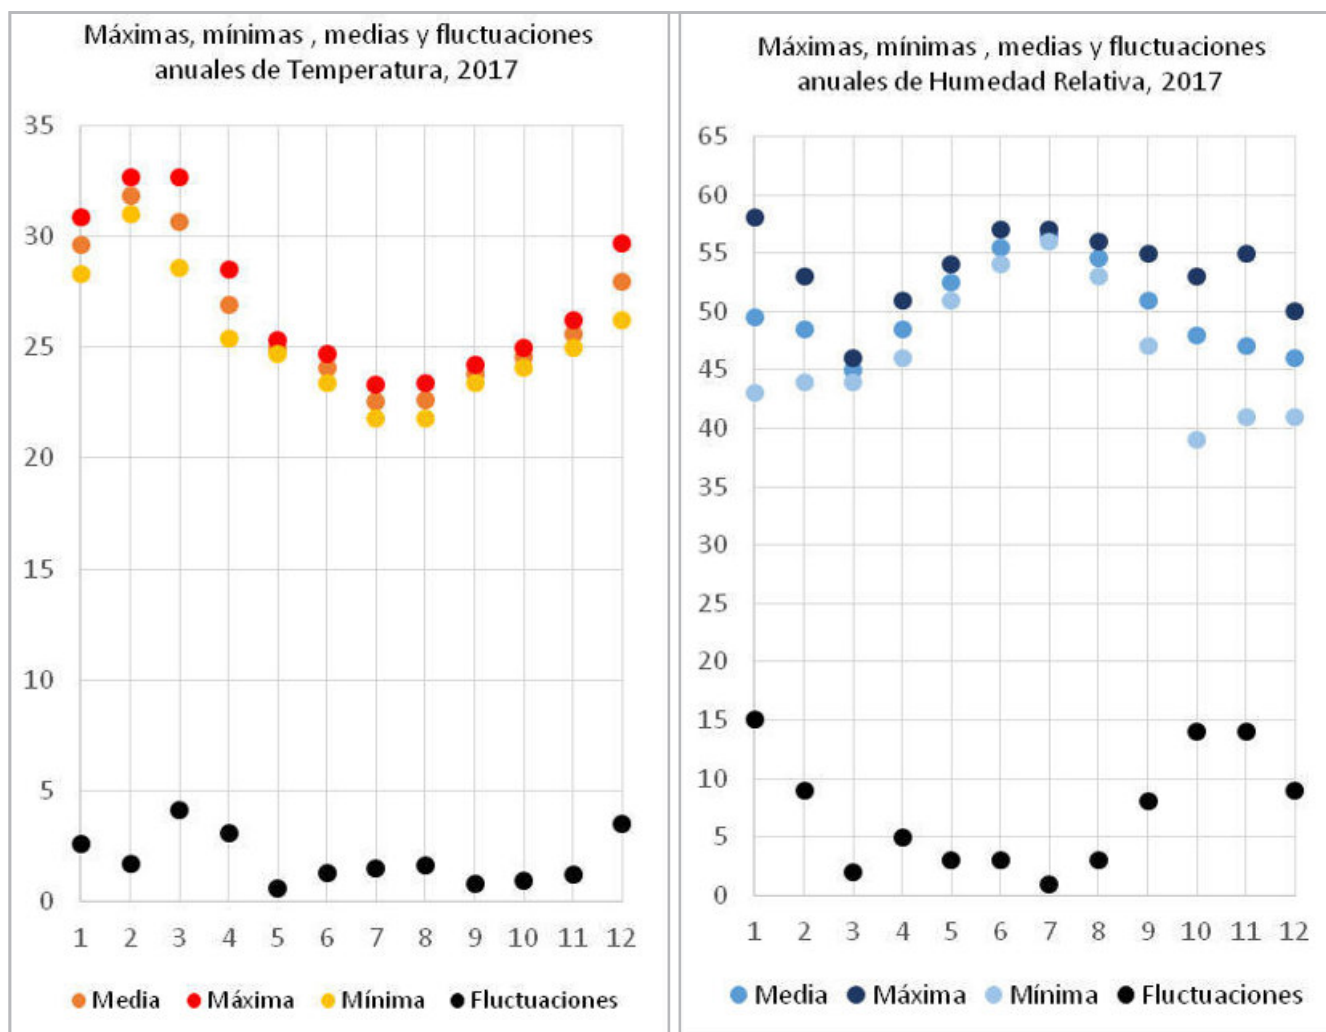 Máximas, mínimas , medias y fluctuaciones
anuales de Temperatura, 2017
35
30
25
20
15
10
5
0
1 2 3 4 5 6 7 8 9 10 11 12
Media Máxima Mínima Fluctuaciones
Máximas, mínimas , medias y fluctuaciones
anuales de Humedad Relativa, 2017
65
60
55
50
45
40
35
30
25
20
15
10
5
0
1 2 3 4 5 6 7 8 9 10 11 12
Media Máxima Mínima Fluctuaciones